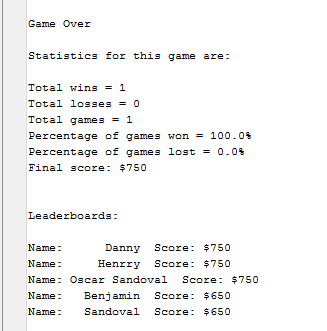 Game Over
Statistics for this game are:
Total wins = 1
Total losses = 0
Total games = 1
Percentage of games won = 100.0%
Percentage of games lost = 0.0%
Final score: $750
Leaderboards:
Name:      Danny  Score: $750
Name:     Henrry  Score: $750
Name: Oscar Sandoval  Score: $750
Name:   Benjamin  Score: $650
Name:   Sandoval  Score: $650